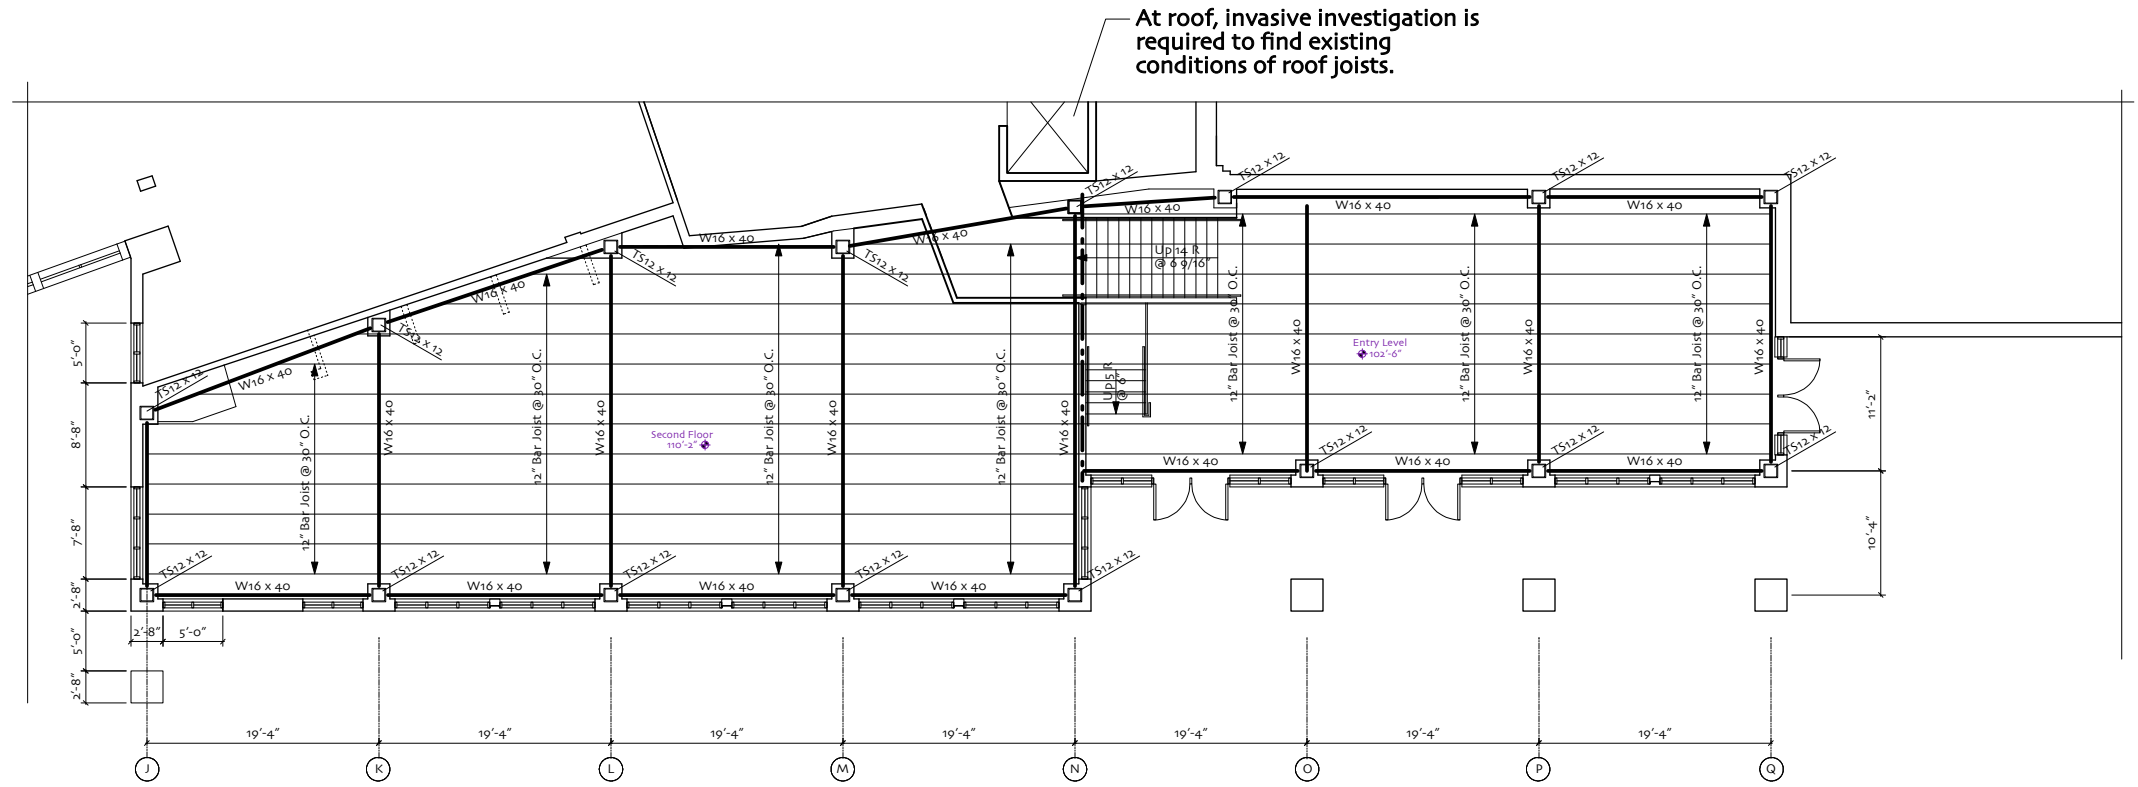 At roof, invasive investigation is
required to find existing
conditions of roof joists.
TS12 x 12
TS12 x 12
TS12 x 12
TS12 x 12
W16 x 40
W16 x 40
W16 x 40
W16 x 40
W16 x 40
Up 14 R
@ 6 9/16"
TS12 x 12
TS12 x 12
W16 x 40
TS12 x 12
W16 x 40
TS12 x 12
12" Bar Joist @ 30" O.C.
12" Bar Joist @ 30" O.C.
12" Bar Joist @ 30" O.C.
12" Bar Joist @ 30" O.C.
12" Bar Joist @ 30" O.C.
12" Bar Joist @ 30" O.C.
12" Bar Joist @ 30" O.C.
W16 x 40
W16 x 40
W16 x 40
W16 x 40
W16 x 40
W16 x 40
W16 x 40
Entry Level
102'-6"
UP 5 R
@ 6"
Second Floor
110'-2"
TS12 x 12
TS12 x 12
TS12 x 12
W16 x 40
W16 x 40
W16 x 40
TS12 x 12
TS12 x 12
TS12 x 12
TS12 x 12
TS12 x 12
W16 x 40
W16 x 40
W16 x 40
W16 x 40
5'-0"
8'-8"
7'-8"
2'-8"
5'-0"
2'-8"
2'-8"
5'-0"
11'-2"
10'-4"
19'-4"
19'-4"
19'-4"
19'-4"
19'-4"
19'-4"
19'-4"
J
K
L
M
N
O
P
Q